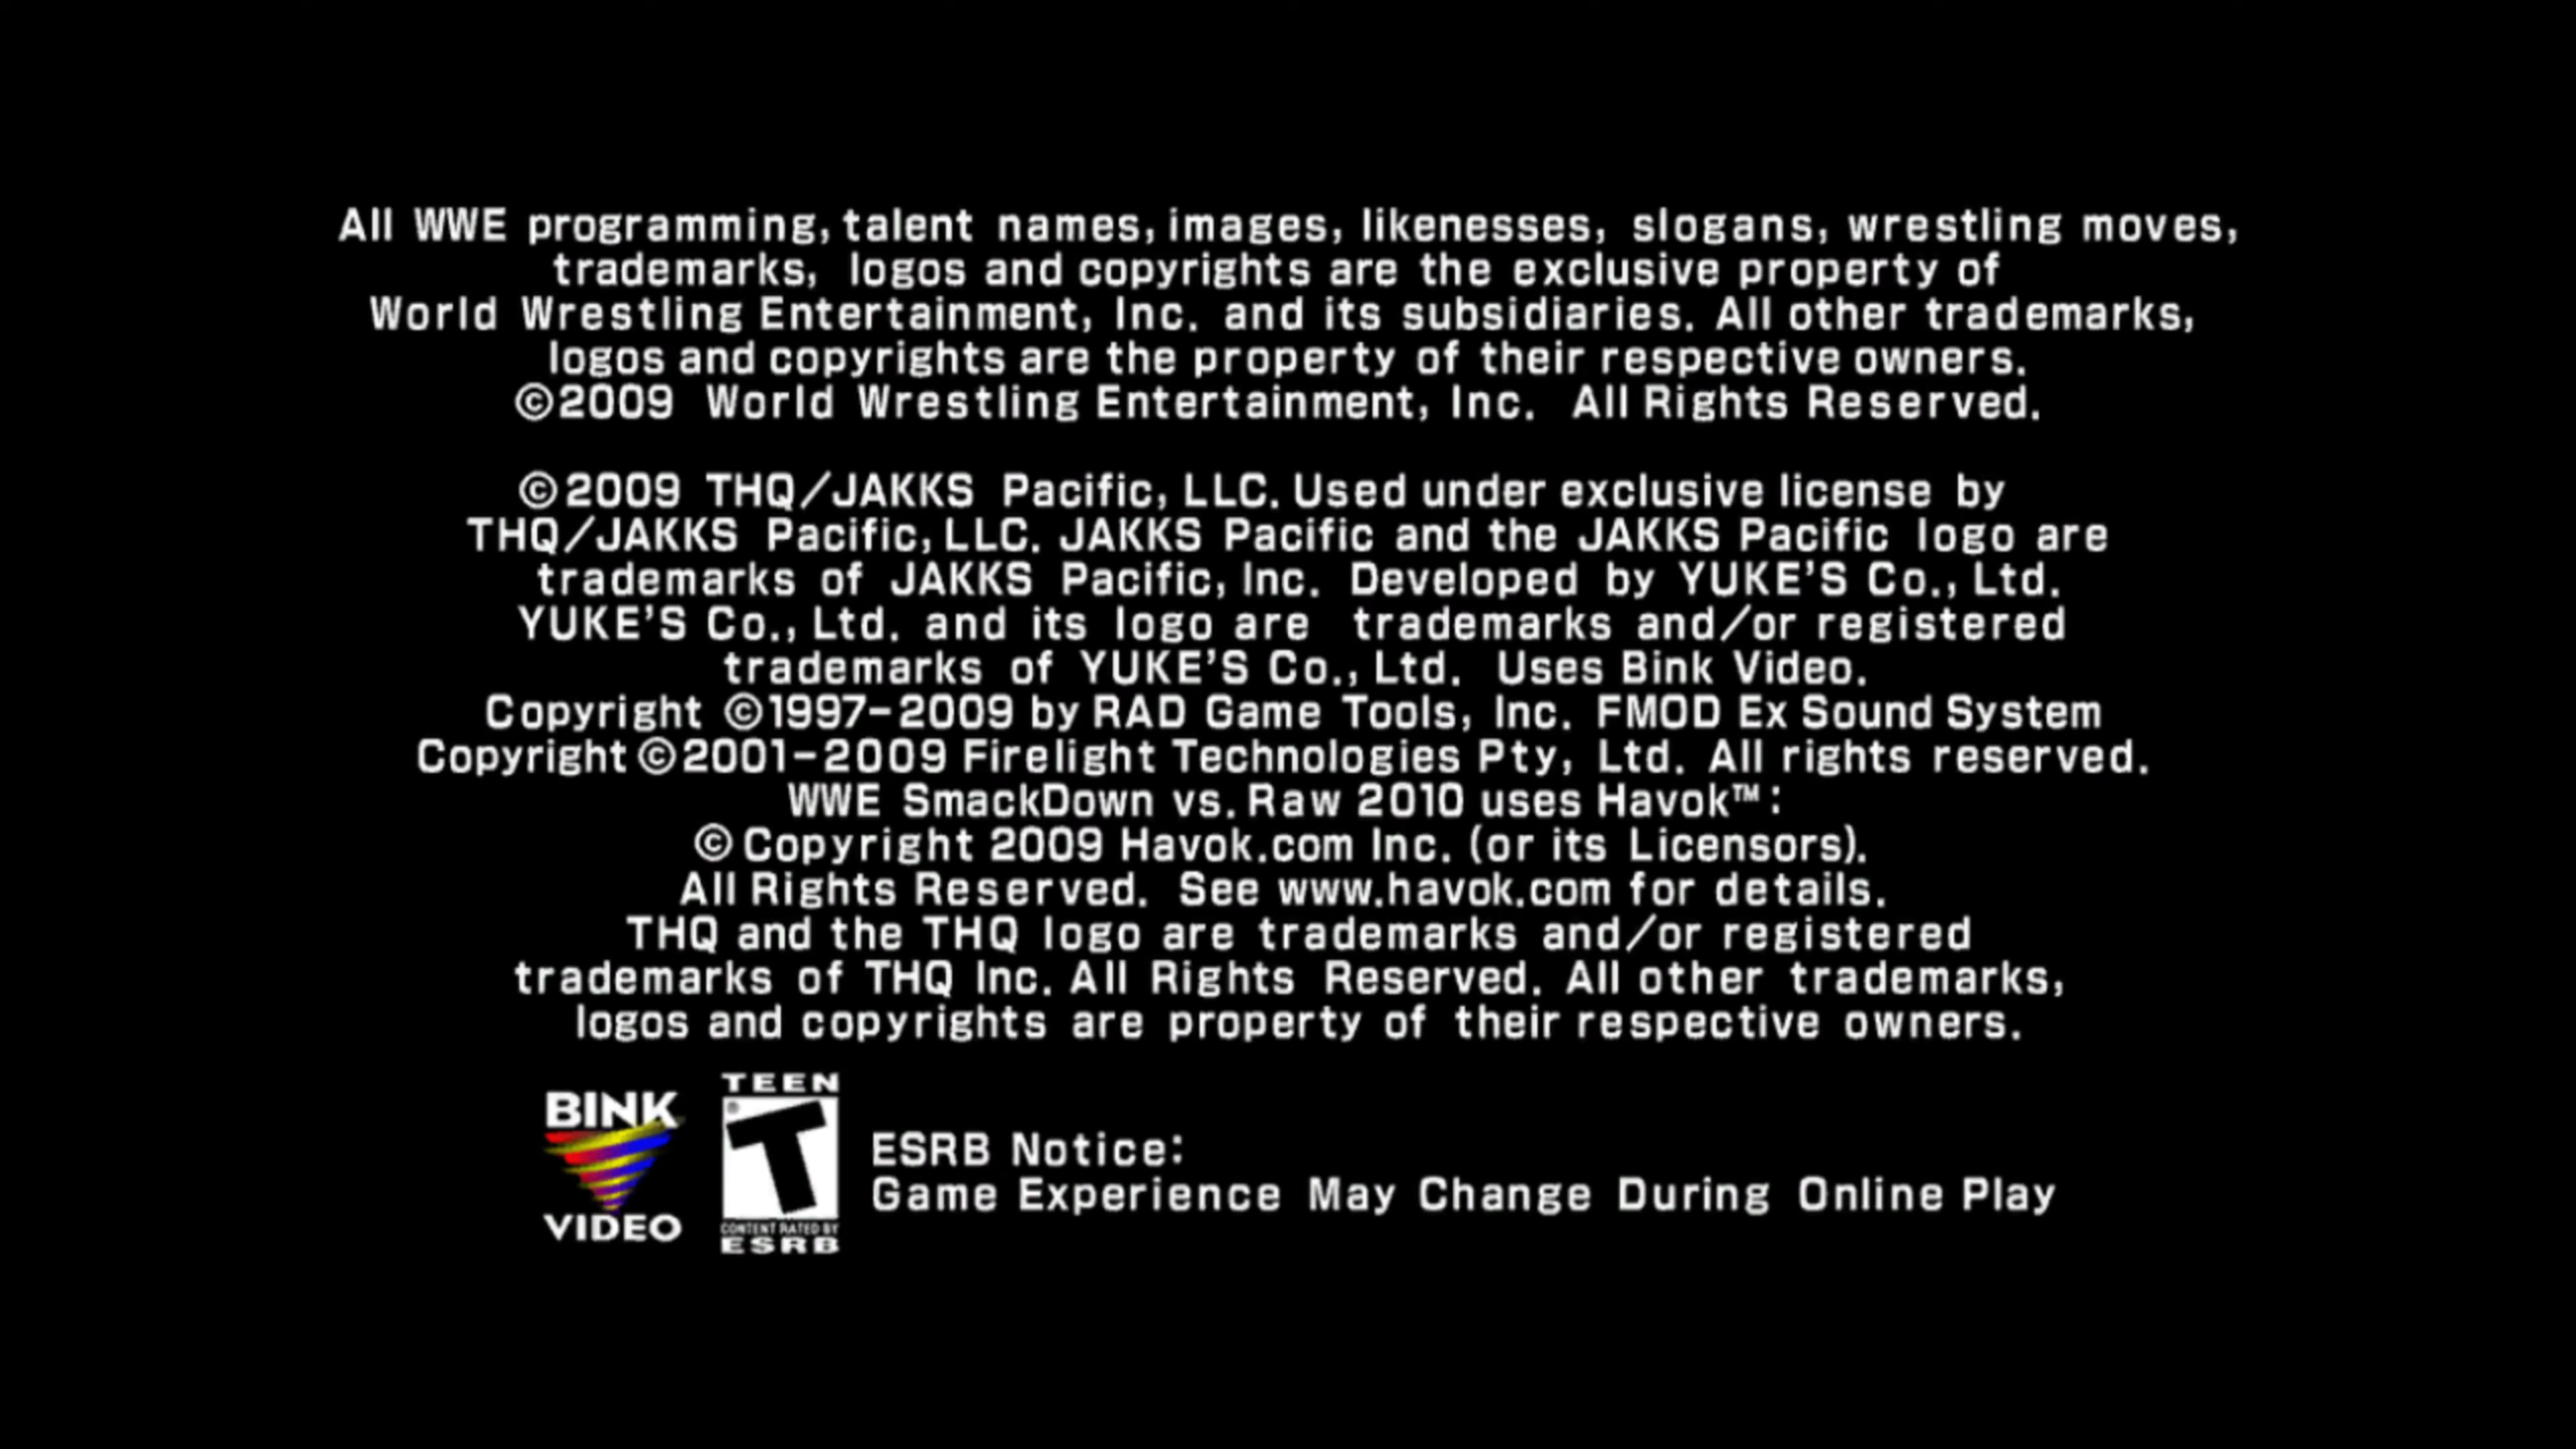 All WWE programming, talent names, images, likenesses, slogans, wrestling moves,
trademarks, logos and copyrights are the exclusive property of
World Wrestling Entertainment, Inc. and its subsidiaries. All other trademarks,
logos and copyrights are the property of their respective owners.
©2009 World Wrestling Entertainment, Inc. All Rights Reserved.
©2009 THQ/JAKKS Pacific, LLC. Used under exclusive license by
THQ/JAKKS Pacific, LLC. JAKKS Pacific and the JAKKS Pacific logo are
trademarks of JAKKS Pacific, Inc. Developed by YUKE'S Co., Ltd.
YUKE'S Co., Ltd. and its logo are trademarks and/or registered
trademarks of YUKE'S Co., Ltd. Uses Bink Video.
Copyright ©1997-2009 by RAD Game Tools, Inc. FMOD Ex Sound System
Copyright ©2001-2009 Firelight Technologies Pty, Ltd. All rights reserved.
WWE SmackDown vs. Raw 2010 uses Havok™:
©Copyright 2009 Havok.com Inc. (or its Licensors).
All Rights Reserved. See www.havok.com for details.
THQ and the THQ logo are trademarks and/or registered
trademarks of THQ Inc. All Rights Reserved. All other trademarks,
logos and copyrights are property of their respective owners.
BINK
VIDEO
TEEN
T
®
CONTENT RATED BY
ESRB
ESRB Notice:
Game Experience May Change During Online Play